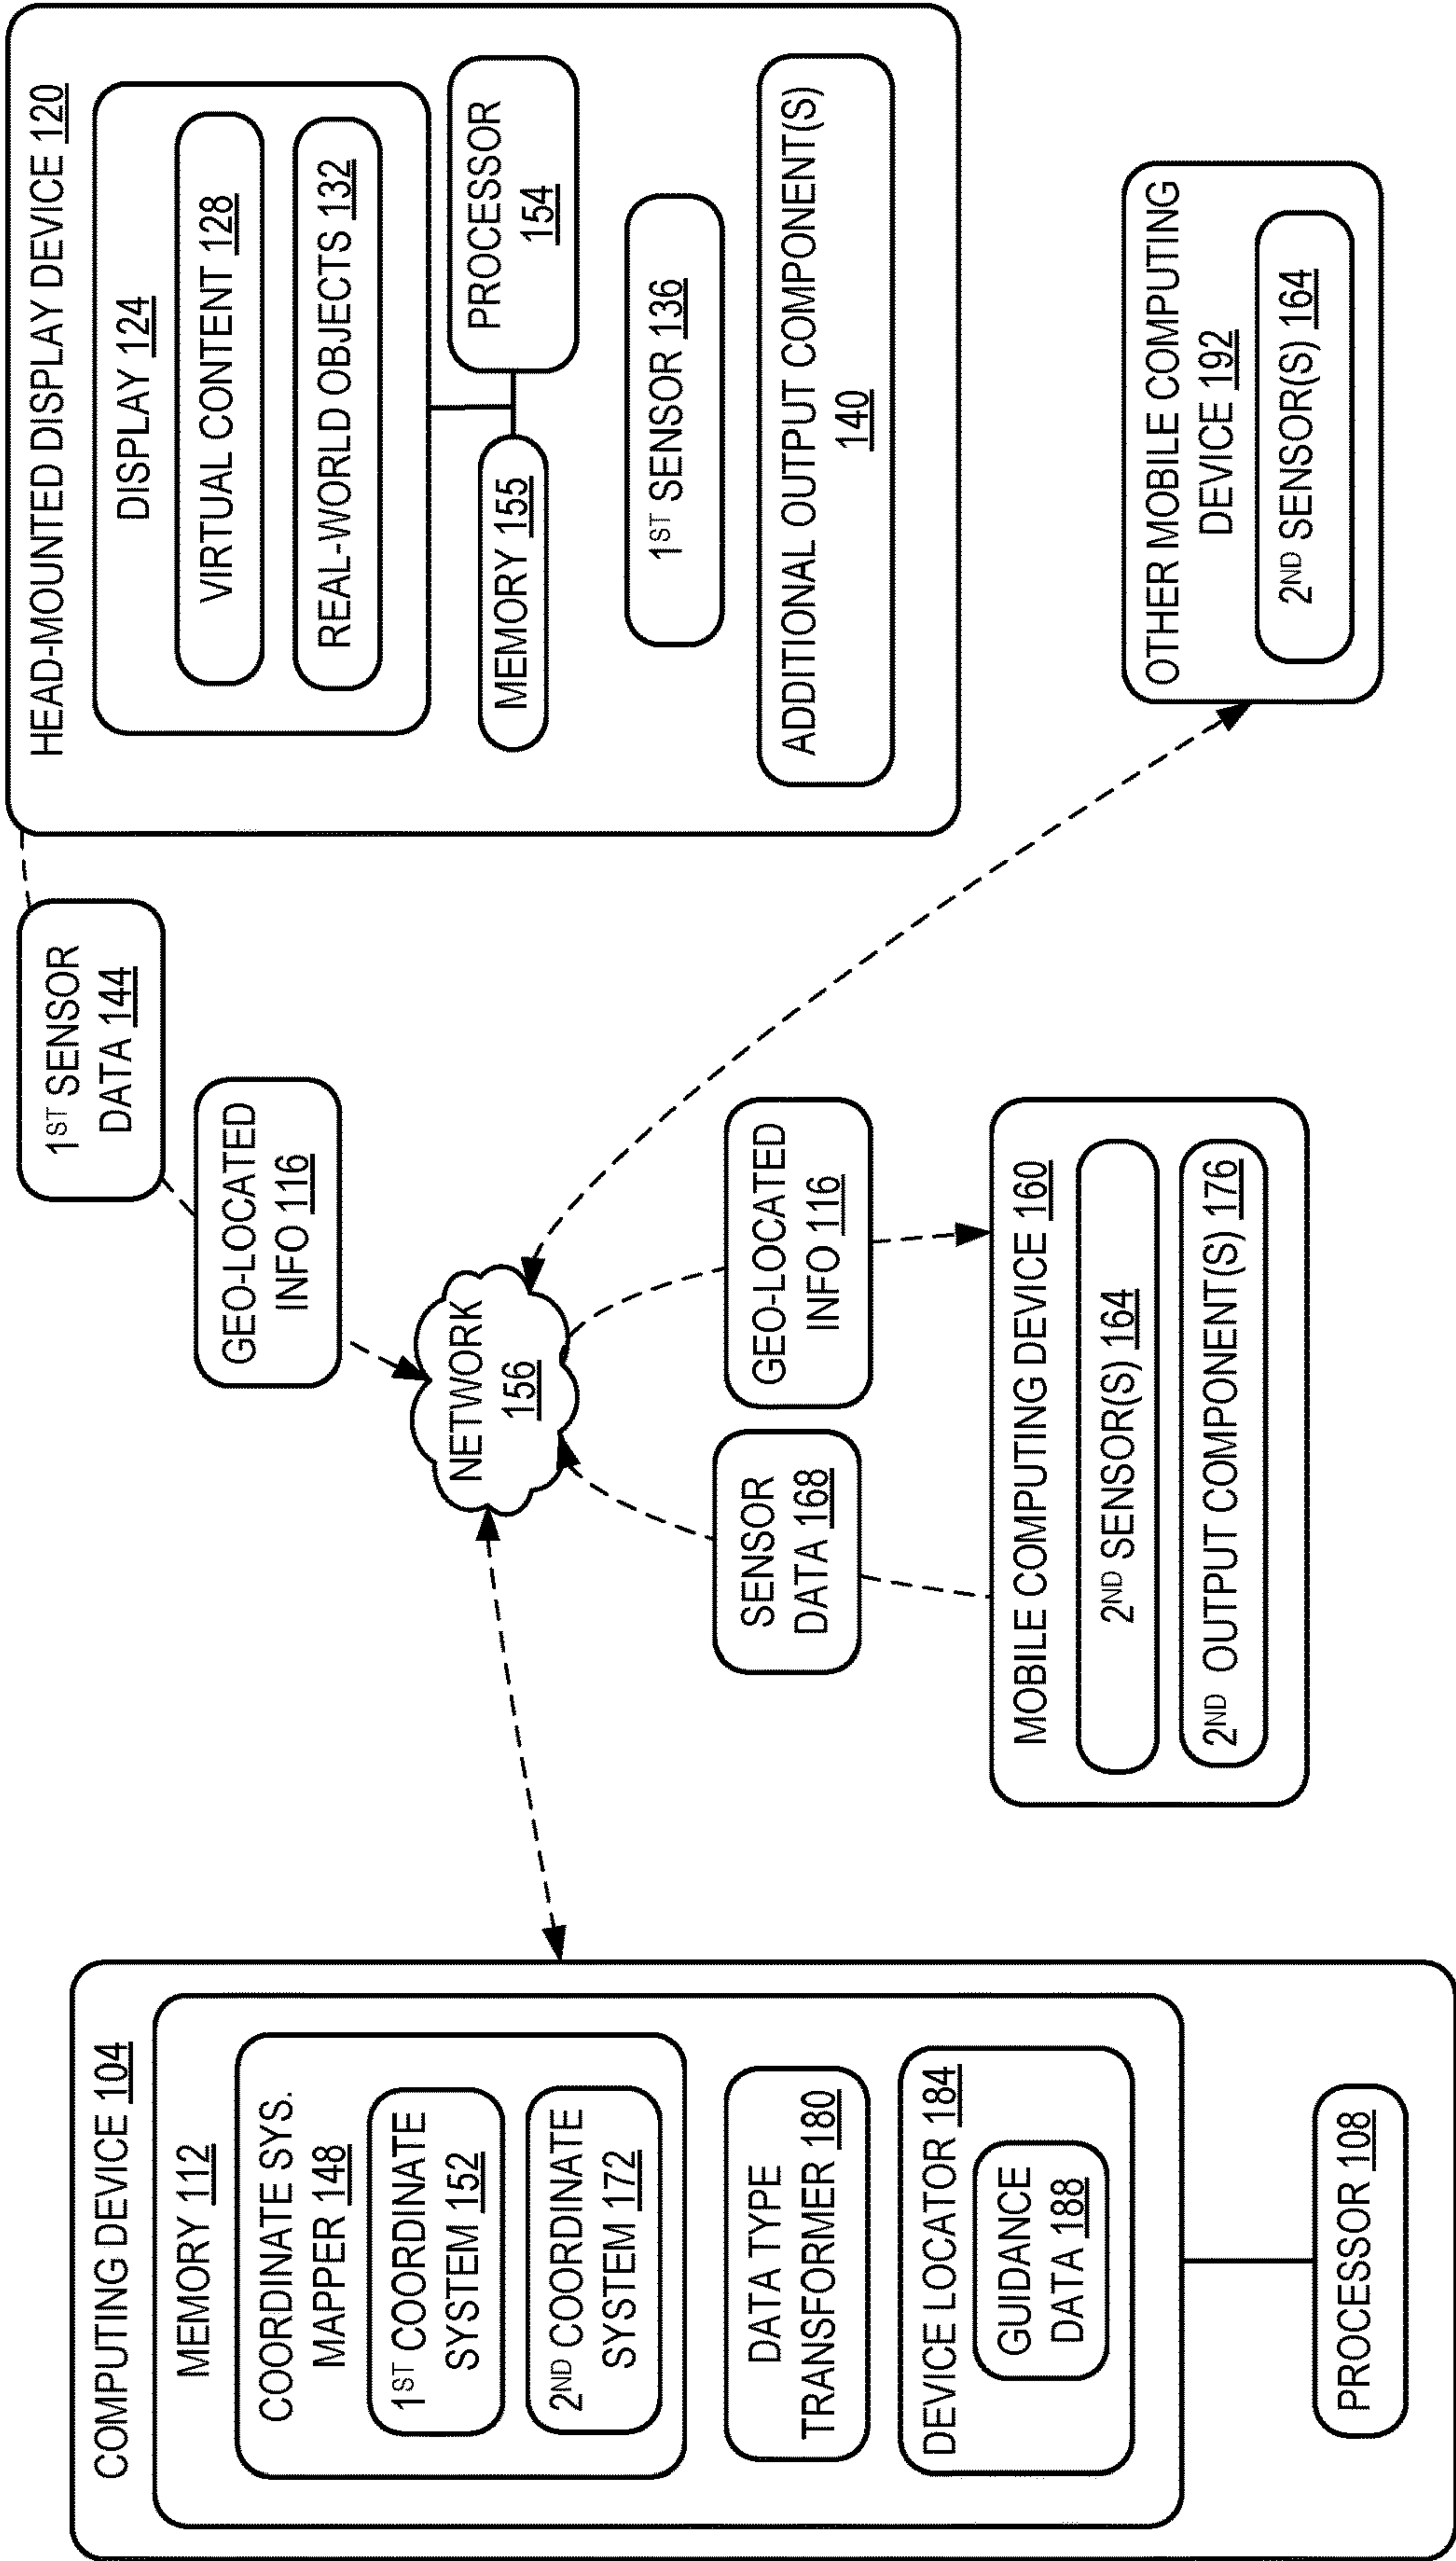 COMPUTING DEVICE 104
MEMORY 112
COORDINATE SYS.
MAPPER 148
1ST COORDINATE
SYSTEM 152
2ND COORDINATE
SYSTEM 172
DATA TYPE
TRANSFORMER 180
DEVICE LOCATOR 184
GUIDANCE
DATA 188
PROCESSOR 108
1ST SENSOR
DATA 144
GEO-LOCATED
INFO 116
NETWORK
156
SENSOR
DATA 168
GEO-LOCATED
INFO 116
MOBILE COMPUTING DEVICE 160
2ND SENSOR(S) 164
2ND OUTPUT COMPONENT(S) 176
HEAD-MOUNTED DISPLAY DEVICE 120
DISPLAY 124
VIRTUAL CONTENT 128
REAL-WORLD OBJECTS 132
MEMORY 155
PROCESSOR
154
1ST SENSOR 136
ADDITIONAL OUTPUT COMPONENT(S)
140
OTHER MOBILE COMPUTING
DEVICE 192
2ND SENSOR(S) 164